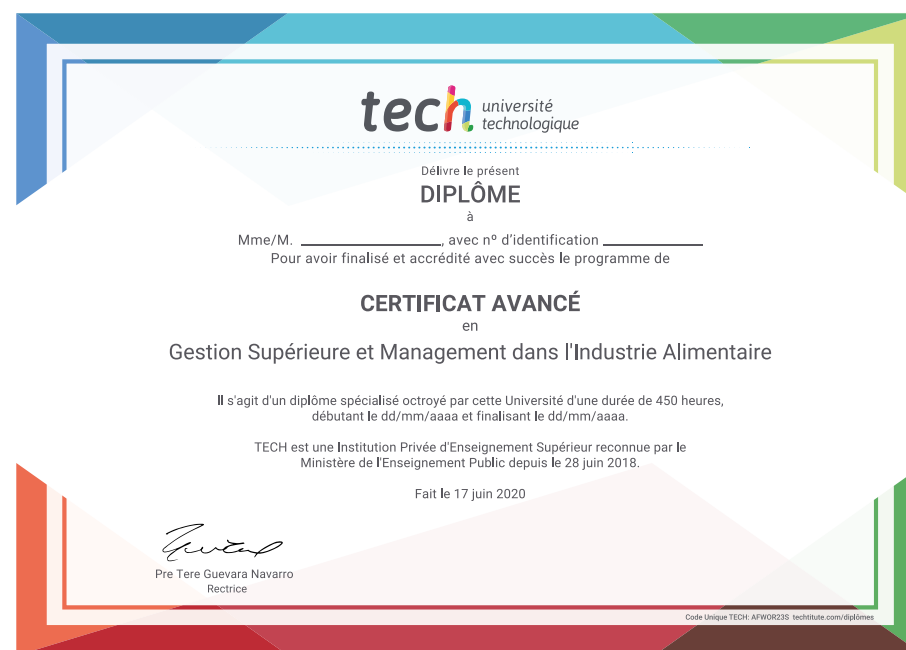 tech université
technologique
Délivre le présent
DIPLÔME
à
Mme/M. ____________________, avec nº d'identification ______________
Pour avoir finalisé et accrédité avec succès le programme de
CERTIFICAT AVANCÉ
en
Gestion Supérieure et Management dans l'Industrie Alimentaire
Il s'agit d'un diplôme spécialisé octroyé par cette Université d'une durée de 450 heures,
débutant le dd/mm/aaaa et finalisant le dd/mm/aaaa.
TECH est une Institution Privée d'Enseignement Supérieur reconnue par le
Ministère de l'Enseignement Public depuis le 28 juin 2018.
Fait le 17 juin 2020
Pre Tere Guevara Navarro
Rectrice
Code Unique TECH: AFWOR23S techtitute.com/diplômes